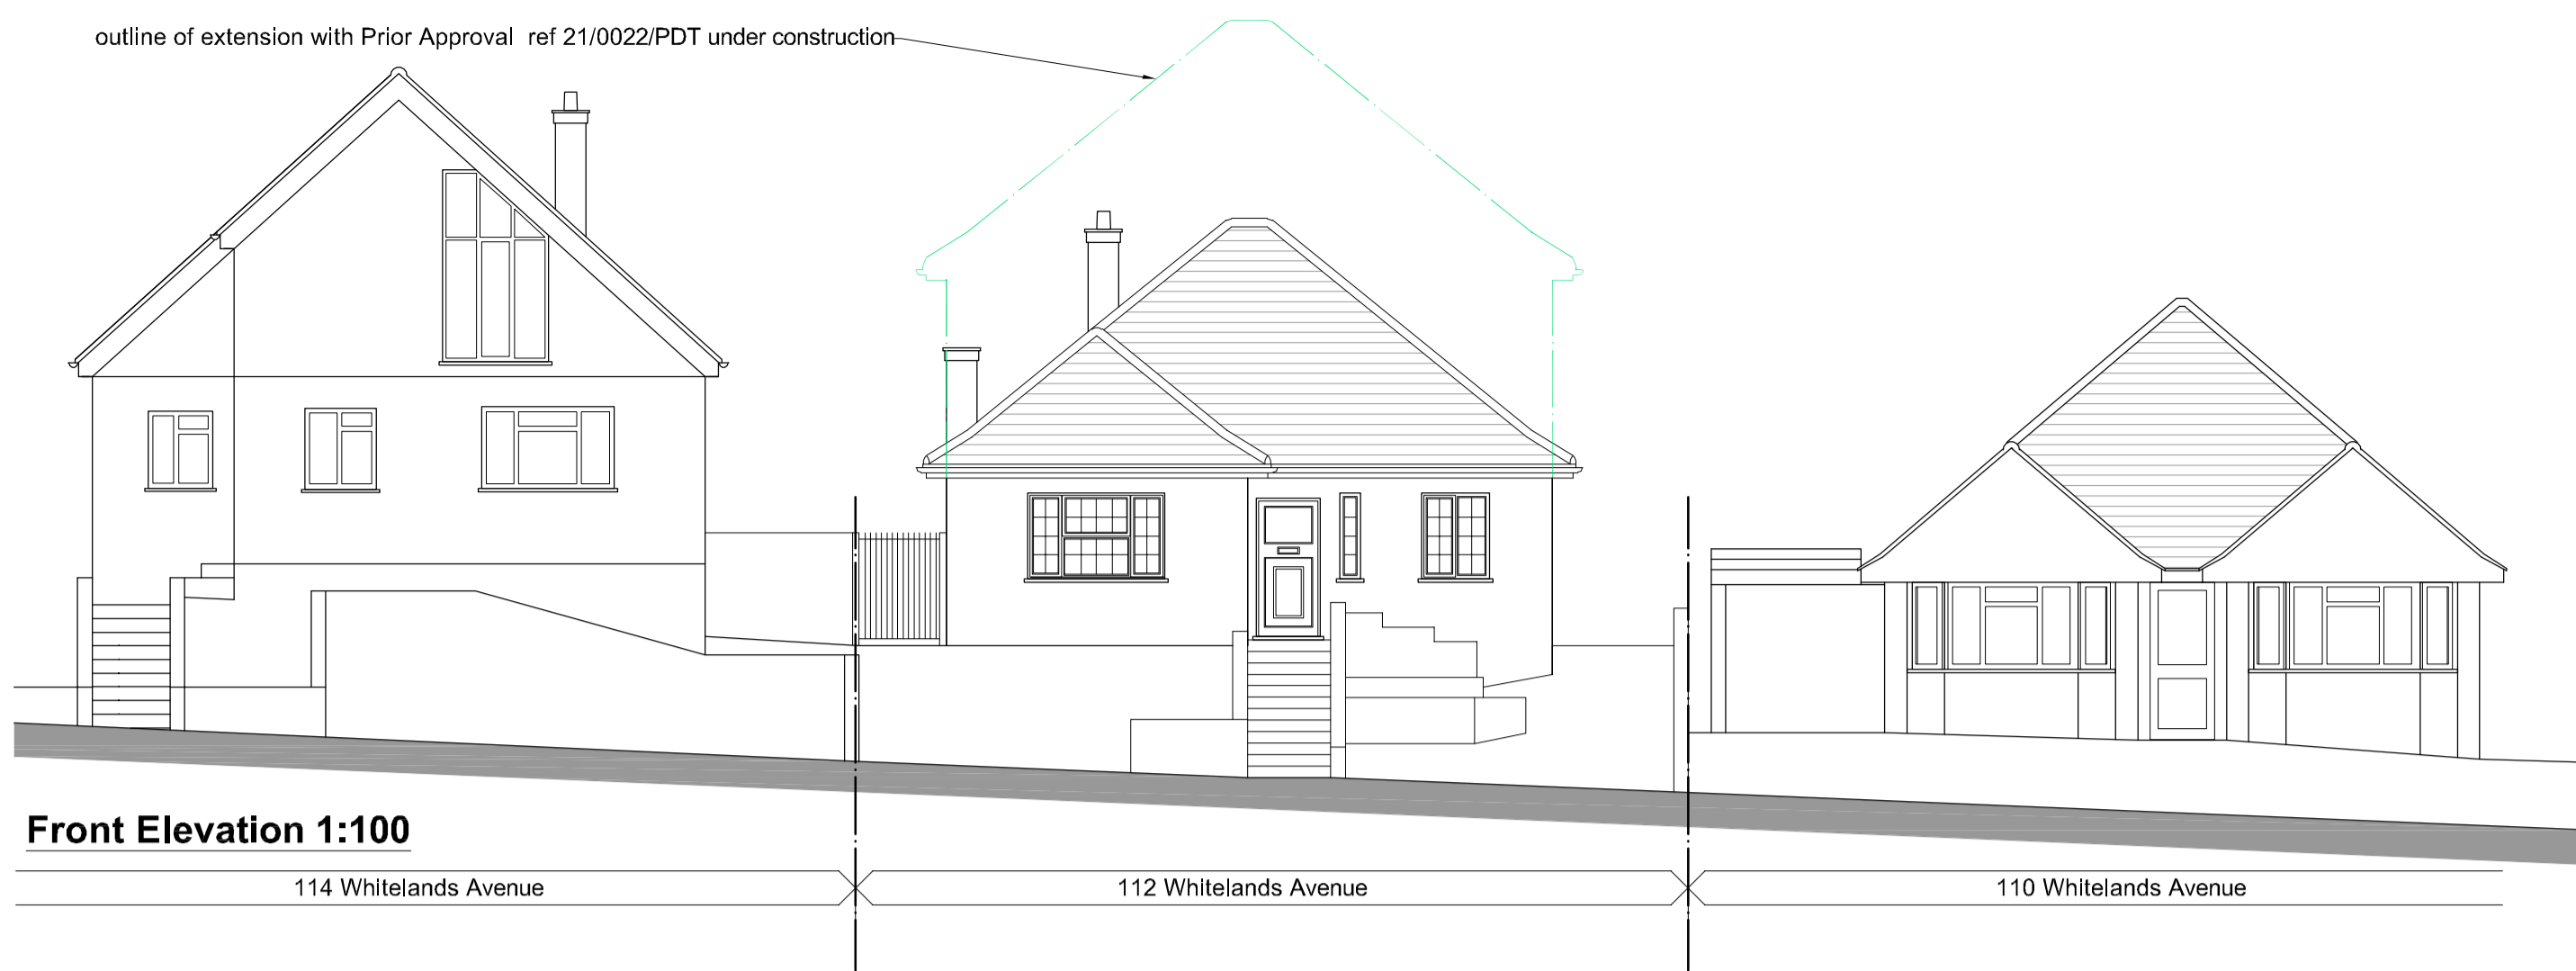 outline of extension with Prior Approval ref 21/0022/PDT under construction
Front Elevation 1:100
114 Whitelands Avenue
112 Whitelands Avenue
110 Whitelands Avenue